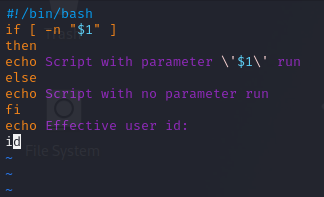 #!/bin/bash
if [ -n "$1" ]
then
echo Script with parameter \'$1\' run
else
echo Script with no parameter run
fi
echo Effective user id:
id
~
~
~
File System